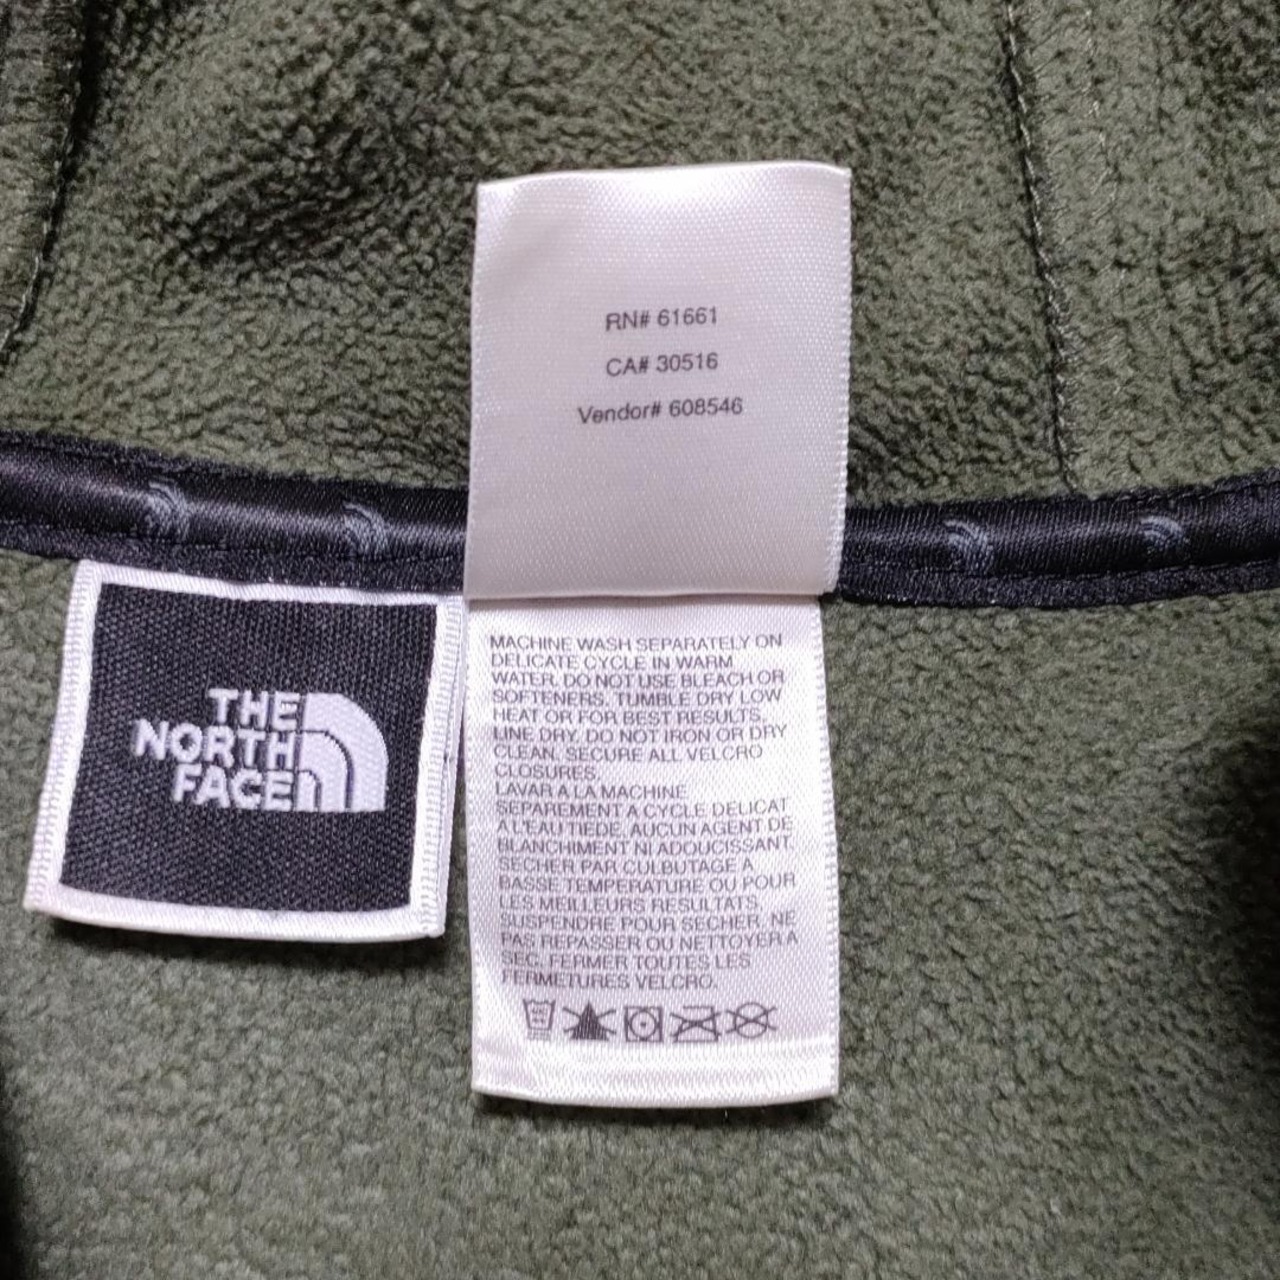 RN# 61661
CA# 30516
Vendor# 608546
THE
NORTH
FACE
MACHINE WASH SEPARATELY ON
DELICATE CYCLE IN WARM
WATER. DO NOT USE BLEACH OR
SOFTENERS. TUMBLE DRY LOW
HEAT OR FOR BEST RESULTS,
LINE DRY. DO NOT IRON OR DRY
CLEAN. SECURE ALL VELCRO
CLOSURES.
LAVAR A LA MACHINE
SEPAREMENT A CYCLE DELICAT
A L'EAU TIEDE. AUCUN AGENT DE
BLANCHIMENT NI ADOUCISSANT.
SECHER PAR CULBUTAGE A
BASSE TEMPERATURE OU POUR
LES MEILLEURS RESULTATS,
SUSPENDRE POUR SECHER. NE
PAS REPASSER OU NETTOYER A
SEC. FERMER TOUTES LES
FERMETURES VELCRO.